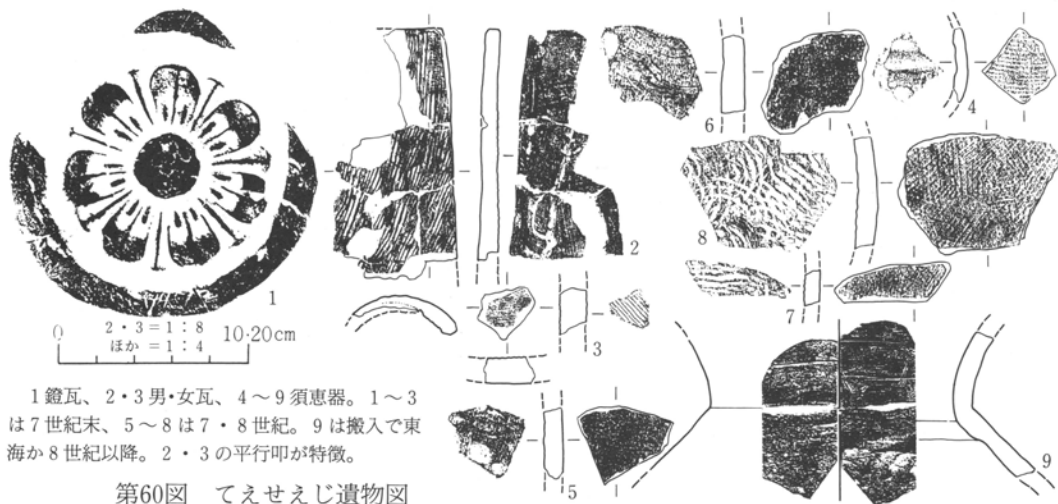 1
2
3
4
5
6
7
8
9
0　2・3＝1：8　10・20cm
ほか ＝1：4
1鐙瓦、2・3男・女瓦、4～9須恵器。1～3
は7世紀末、5～8は7・8世紀。9は搬入で東
海か8世紀以降。2・3の平行叩が特徴。
第60図　てえせえじ遺物図